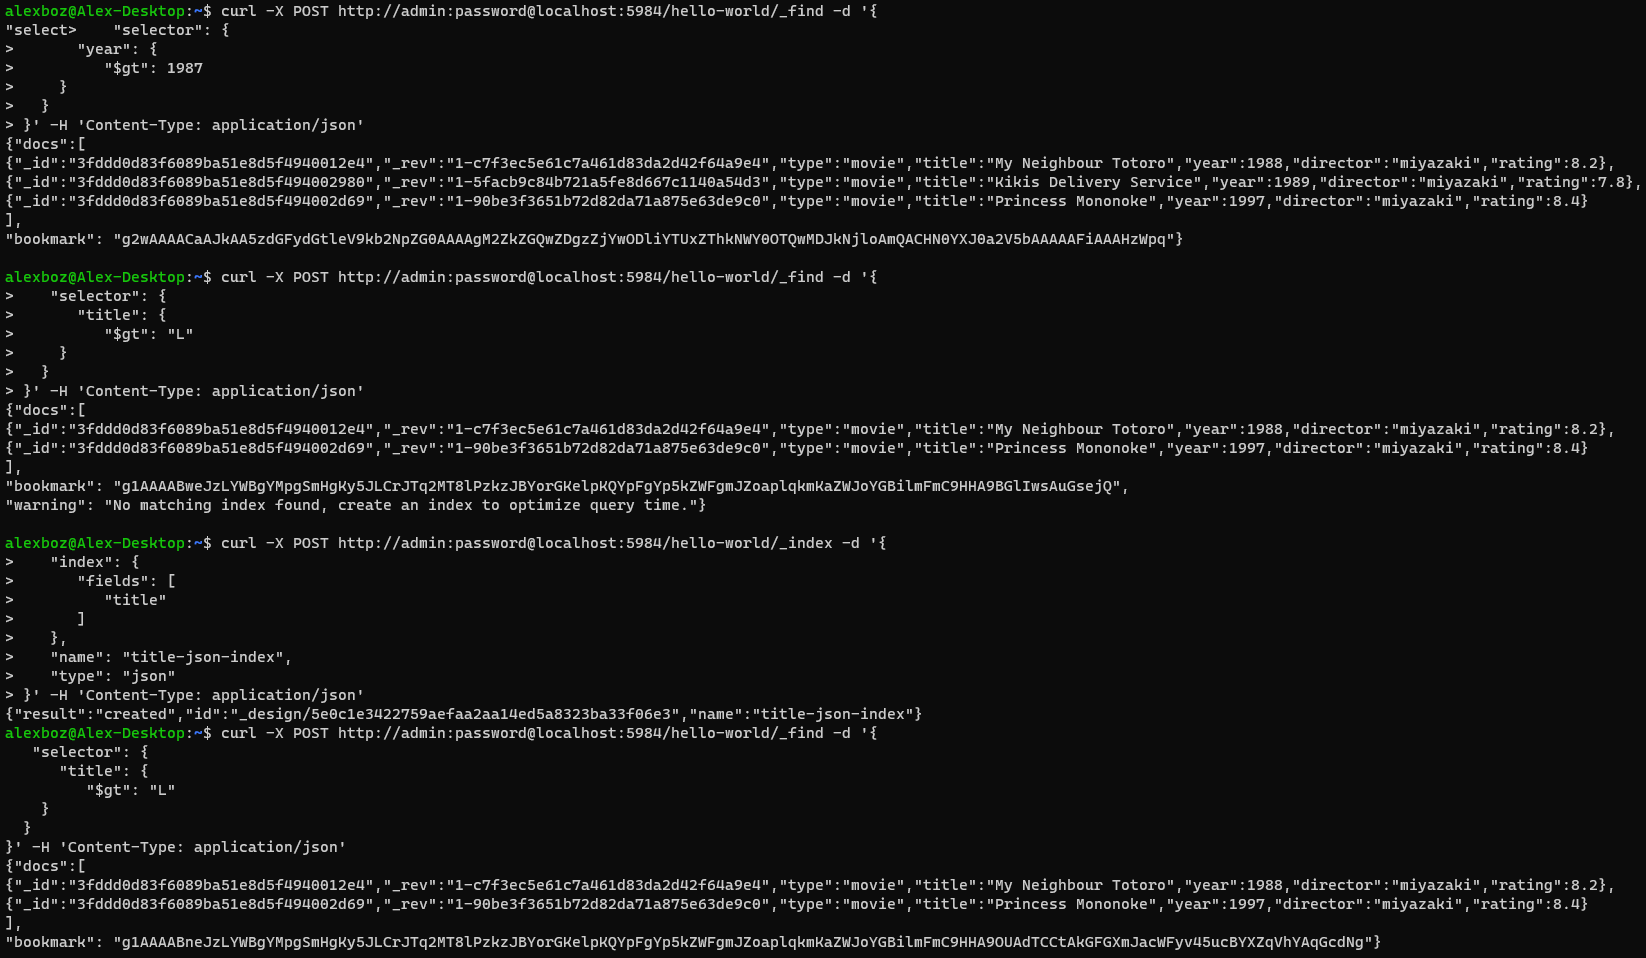 alexboz@Alex-Desktop:~$ curl -X POST http://admin:password@localhost:5984/hello-world/_find -d '{
"select>    "selector": {
>       "year": {
>          "$gt": 1987
>     }
>   }
> }' -H 'Content-Type: application/json'
{"docs":[
{"_id":"3fddd0d83f6089ba51e8d5f4940012e4","_rev":"1-c7f3ec5e61c7a461d83da2d42f64a9e4","type":"movie","title":"My Neighbour Totoro","year":1988,"director":"miyazaki","rating":8.2},
{"_id":"3fddd0d83f6089ba51e8d5f494002980","_rev":"1-5facb9c84b721a5fe8d667c1140a54d3","type":"movie","title":"Kikis Delivery Service","year":1989,"director":"miyazaki","rating":7.8},
{"_id":"3fddd0d83f6089ba51e8d5f494002d69","_rev":"1-90be3f3651b72d82da71a875e63de9c0","type":"movie","title":"Princess Mononoke","year":1997,"director":"miyazaki","rating":8.4}
],
"bookmark": "g2wAAAACaAJkAA5zdGFydGtleV9kb2NpZG0AAAAgM2ZkZGQwZDgzZjYwODliYTUxZThkNWY0OTQwMDJkNjloAmQACHN0YXJ0a2V5bAAAAAFiAAAHzWpq"}
alexboz@Alex-Desktop:~$ curl -X POST http://admin:password@localhost:5984/hello-world/_find -d '{
>    "selector": {
>       "title": {
>          "$gt": "L"
>     }
>   }
> }' -H 'Content-Type: application/json'
{"docs":[
{"_id":"3fddd0d83f6089ba51e8d5f4940012e4","_rev":"1-c7f3ec5e61c7a461d83da2d42f64a9e4","type":"movie","title":"My Neighbour Totoro","year":1988,"director":"miyazaki","rating":8.2},
{"_id":"3fddd0d83f6089ba51e8d5f494002d69","_rev":"1-90be3f3651b72d82da71a875e63de9c0","type":"movie","title":"Princess Mononoke","year":1997,"director":"miyazaki","rating":8.4}
],
"bookmark": "g1AAAABweJzLYWBgYMpgSmHgKy5JLCrJTq2MT8lPzkzJBYorGKelpKQYpFgYp5kZWFgmJZoaplqkmKaZWJoYGBilmFmC9HHA9BGlIwsAuGsejQ",
"warning": "No matching index found, create an index to optimize query time."}
alexboz@Alex-Desktop:~$ curl -X POST http://admin:password@localhost:5984/hello-world/_index -d '{
>    "index": {
>       "fields": [
>          "title"
>       ]
>    },
>    "name": "title-json-index",
>    "type": "json"
> }' -H 'Content-Type: application/json'
{"result":"created","id":"_design/5e0c1e3422759aefaa2aa14ed5a8323ba33f06e3","name":"title-json-index"}
alexboz@Alex-Desktop:~$ curl -X POST http://admin:password@localhost:5984/hello-world/_find -d '{
   "selector": {
      "title": {
         "$gt": "L"
    }
  }
}' -H 'Content-Type: application/json'
{"docs":[
{"_id":"3fddd0d83f6089ba51e8d5f4940012e4","_rev":"1-c7f3ec5e61c7a461d83da2d42f64a9e4","type":"movie","title":"My Neighbour Totoro","year":1988,"director":"miyazaki","rating":8.2},
{"_id":"3fddd0d83f6089ba51e8d5f494002d69","_rev":"1-90be3f3651b72d82da71a875e63de9c0","type":"movie","title":"Princess Mononoke","year":1997,"director":"miyazaki","rating":8.4}
],
"bookmark": "g1AAAABneJzLYWBgYMpgSmHgKy5JLCrJTq2MT8lPzkzJBYorGKelpKQYpFgYp5kZWFgmJZoaplqkmKaZWJoYGBilmFmC9HHA9OUAdTCCtAkGFGXmJacWFyv45ucBYXZqVhYAqGcdNg"}